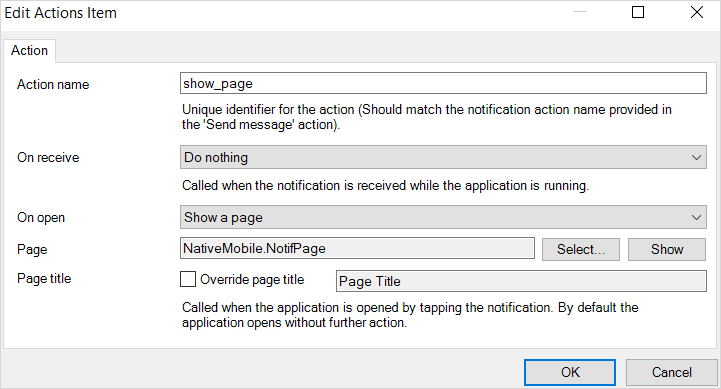 Edit Actions Item
Action
Action name
show_page
Unique identifier for the action (Should match the notification action name provided in
the 'Send message' action).
On receive
Do nothing
Called when the notification is received while the application is running.
On open
Show a page
Page
NativeMobile.NotifPage
Select...
Show
Page title
Override page title
Page Title
Called when the application is opened by tapping the notification. By default the
application opens without further action.
OK
Cancel